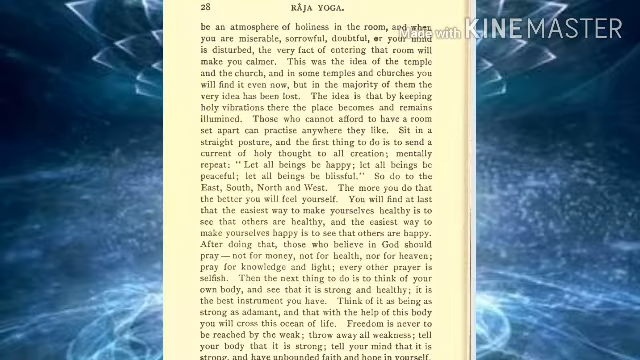 28 RÂJA YOGA.
be an atmosphere of holiness in the room, and when
you are miserable, sorrowful, doubtful, or your mind
is disturbed, the very fact of entering that room will
make you calmer. This was the idea of the temple
and the church, and in some temples and churches you
will find it even now, but in the majority of them the
very idea has been lost. The idea is that by keeping
holy vibrations there the place becomes and remains
illumined. Those who cannot afford to have a room
set apart can practise anywhere they like. Sit in a
straight posture, and the first thing to do is to send a
current of holy thought to all creation; mentally
repeat: "Let all beings be happy; let all beings be
peaceful; let all beings be blissful." So do to the
East, South, North and West. The more you do that
the better you will feel yourself. You will find at last
that the easiest way to make yourselves healthy is to
see that others are healthy, and the easiest way to
make yourselves happy is to see that others are happy.
After doing that, those who believe in God should
pray—not for money, not for health, nor for heaven;
pray for knowledge and light; every other prayer is
selfish. Then the next thing to do is to think of your
own body, and see that it is strong and healthy; it is
the best instrument you have. Think of it as being as
strong as adamant, and that with the help of this body
you will cross this ocean of life. Freedom is never to
be reached by the weak; throw away all weakness; tell
your body that it is strong; tell your mind that it is
strong, and have unbounded faith and hope in yourself.
Made with KINEMASTER